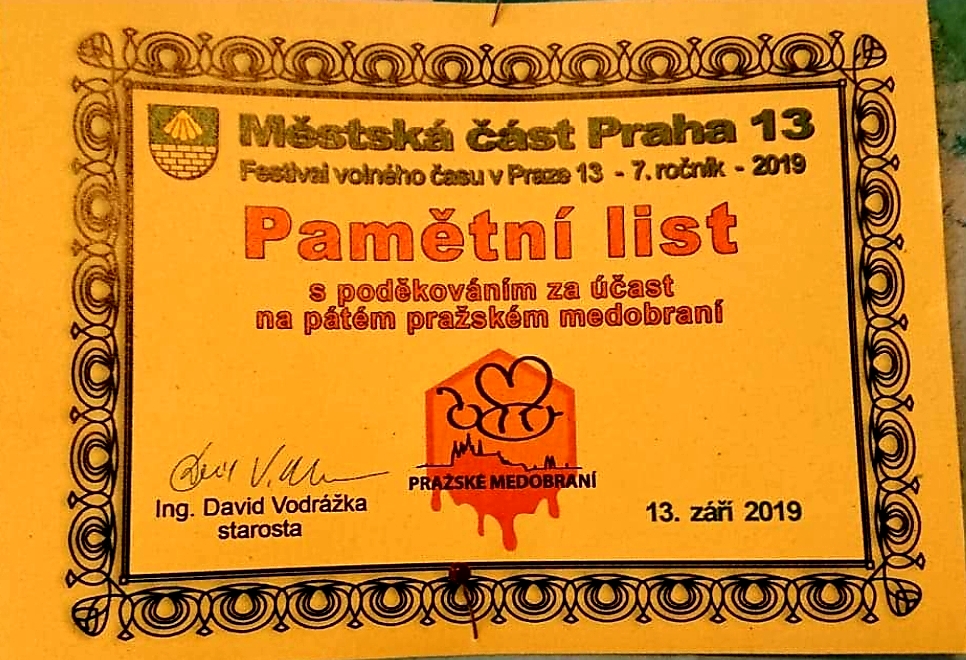 Městská část Praha 13
Festival volného času v Praze 13 - 7. ročník - 2019
Pamětní list
s poděkováním za účast
na pátém pražském medobraní
PRAŽSKÉ MEDOBRANÍ
Ing. David Vodrážka
starosta
13. září 2019